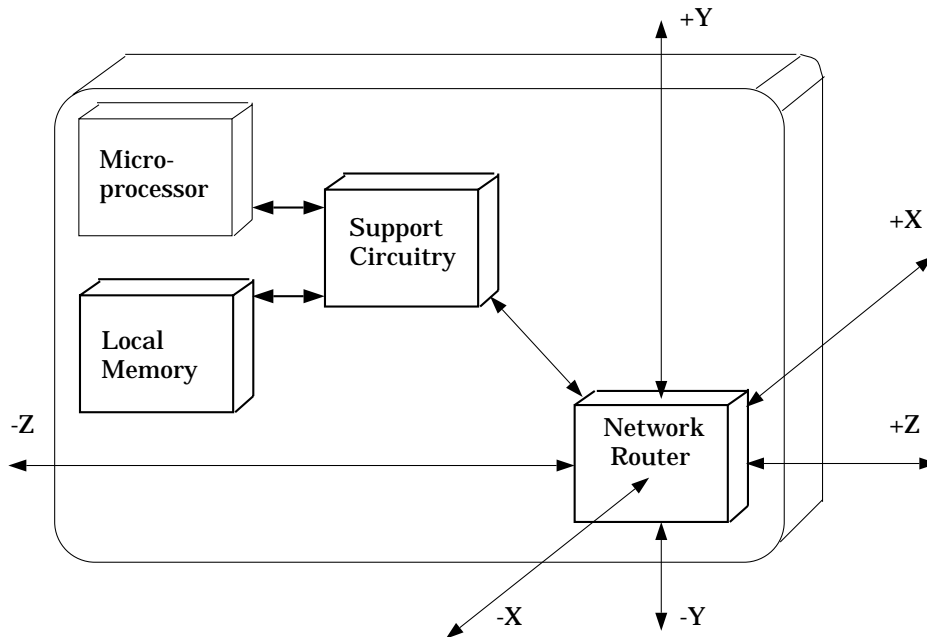 +Y
Micro-
processor
Support
Circuitry
+X
Local
Memory
-Z
Network
Router
+Z
-X
-Y